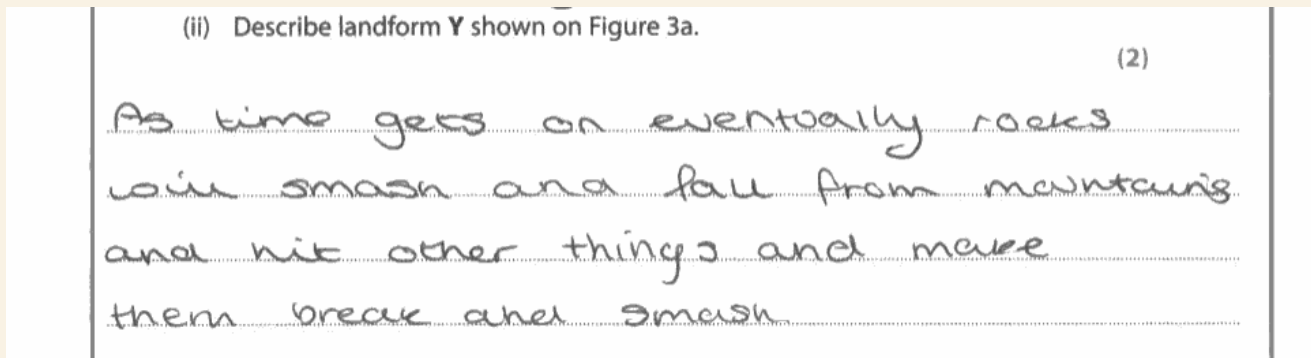 (ii) Describe landform Y shown on Figure 3a.
(2)
As time gets on eventually rocks
will smash and fall from mountains
and hit other things and make
them break and smash